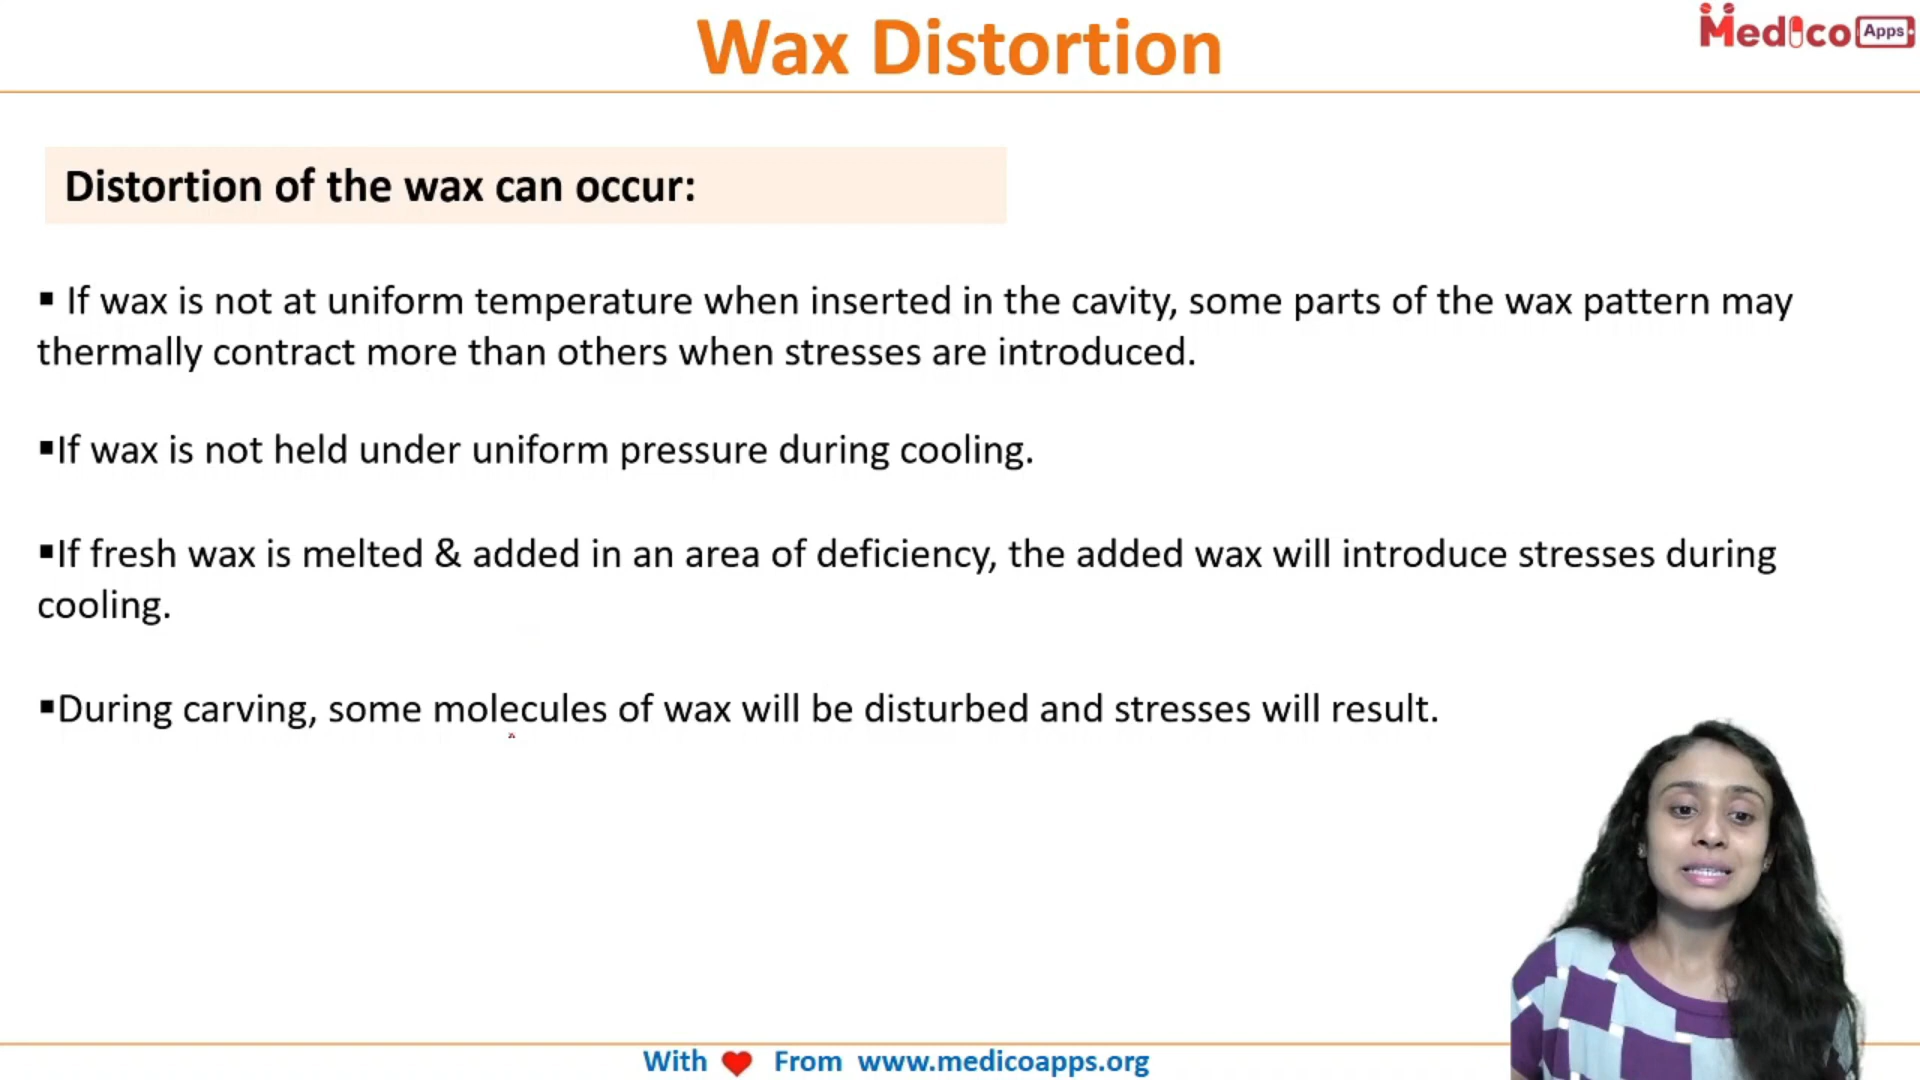 Wax Distortion
Medico Apps
Distortion of the wax can occur:
▪ If wax is not at uniform temperature when inserted in the cavity, some parts of the wax pattern may
thermally contract more than others when stresses are introduced.
▪If wax is not held under uniform pressure during cooling.
▪If fresh wax is melted & added in an area of deficiency, the added wax will introduce stresses during
cooling.
▪During carving, some molecules of wax will be disturbed and stresses will result.
With ❤ From www.medicoapps.org